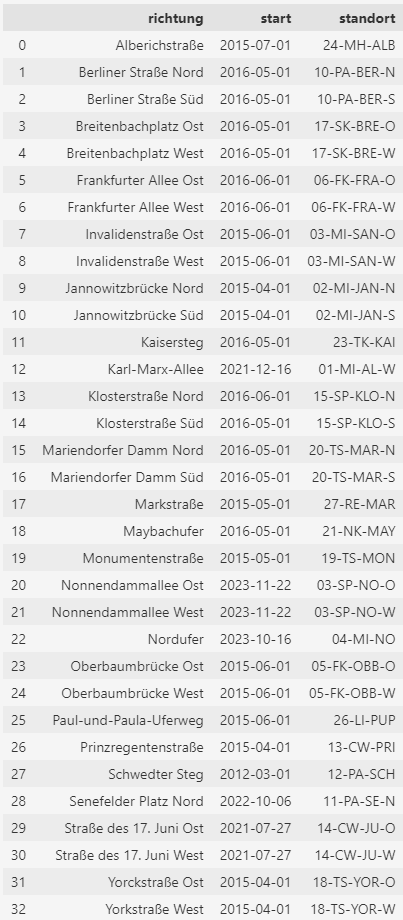 richtung start standort
0 Alberichstraße 2015-07-01 24-MH-ALB
1 Berliner Straße Nord 2016-05-01 10-PA-BER-N
2 Berliner Straße Süd 2016-05-01 10-PA-BER-S
3 Breitenbachplatz Ost 2016-05-01 17-SK-BRE-O
4 Breitenbachplatz West 2016-05-01 17-SK-BRE-W
5 Frankfurter Allee Ost 2016-06-01 06-FK-FRA-O
6 Frankfurter Allee West 2016-06-01 06-FK-FRA-W
7 Invalidenstraße Ost 2015-06-01 03-MI-SAN-O
8 Invalidenstraße West 2015-06-01 03-MI-SAN-W
9 Jannowitzbrücke Nord 2015-04-01 02-MI-JAN-N
10 Jannowitzbrücke Süd 2015-04-01 02-MI-JAN-S
11 Kaisersteg 2016-05-01 23-TK-KAI
12 Karl-Marx-Allee 2021-12-16 01-MI-AL-W
13 Klosterstraße Nord 2016-06-01 15-SP-KLO-N
14 Klosterstraße Süd 2016-05-01 15-SP-KLO-S
15 Mariendorfer Damm Nord 2016-05-01 20-TS-MAR-N
16 Mariendorfer Damm Süd 2016-05-01 20-TS-MAR-S
17 Markstraße 2015-05-01 27-RE-MAR
18 Maybachufer 2016-05-01 21-NK-MAY
19 Monumentenstraße 2015-05-01 19-TS-MON
20 Nonnendammallee Ost 2023-11-22 03-SP-NO-O
21 Nonnendammallee West 2023-11-22 03-SP-NO-W
22 Nordufer 2023-10-16 04-MI-NO
23 Oberbaumbrücke Ost 2015-06-01 05-FK-OBB-O
24 Oberbaumbrücke West 2015-06-01 05-FK-OBB-W
25 Paul-und-Paula-Uferweg 2015-06-01 26-LI-PUP
26 Prinzregentenstraße 2015-04-01 13-CW-PRI
27 Schwedter Steg 2012-03-01 12-PA-SCH
28 Senefelder Platz Nord 2022-10-06 11-PA-SE-N
29 Straße des 17. Juni Ost 2021-07-27 14-CW-JU-O
30 Straße des 17. Juni West 2021-07-27 14-CW-JU-W
31 Yorckstraße Ost 2015-04-01 18-TS-YOR-O
32 Yorkstraße West 2015-04-01 18-TS-YOR-W